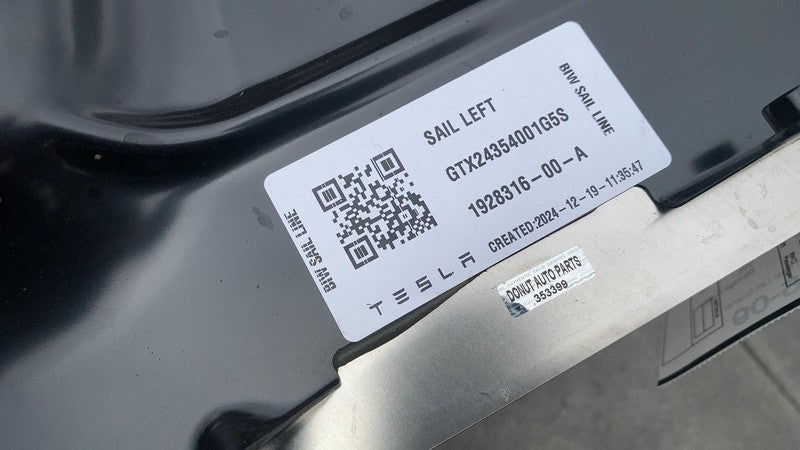 SAIL LEFT
GTX24354001G5S
1928316-00-A
CREATED:2024-12-19-11:35:47
TESLA
BIW SAIL LINE
BIW SAIL LINE
DONUT AUTO PARTS
353399